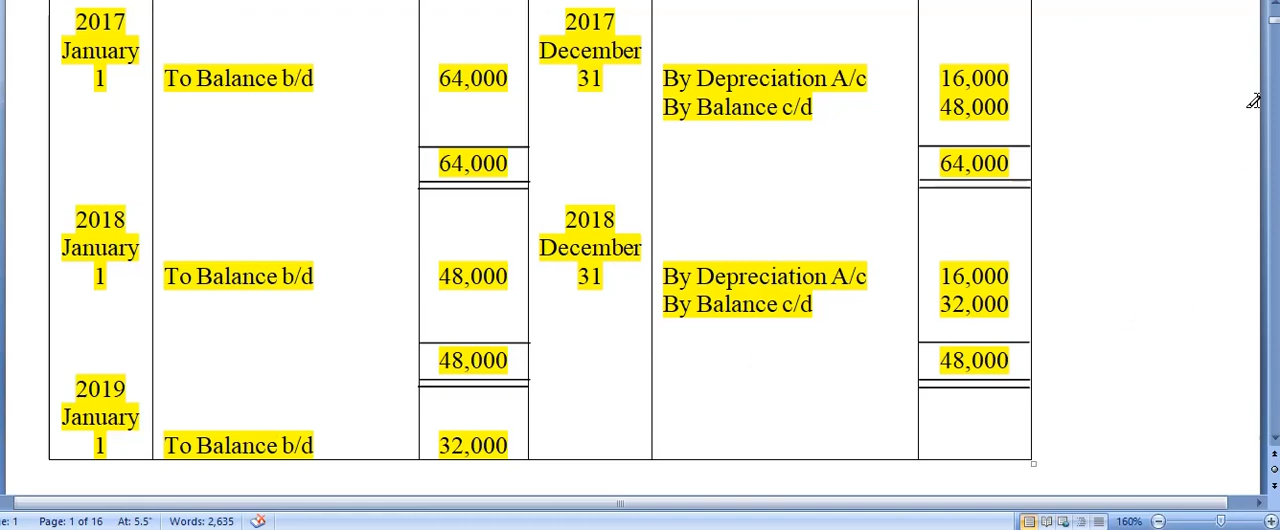 2017 2017
January December
1 To Balance b/d 64,000 31 By Depreciation A/c 16,000
By Balance c/d 48,000
64,000 64,000
2018 2018
January December
1 To Balance b/d 48,000 31 By Depreciation A/c 16,000
By Balance c/d 32,000
48,000 48,000
2019
January
1 To Balance b/d 32,000
e: 1 Page: 1 of 16 At: 5.5" Words: 2,635 160%